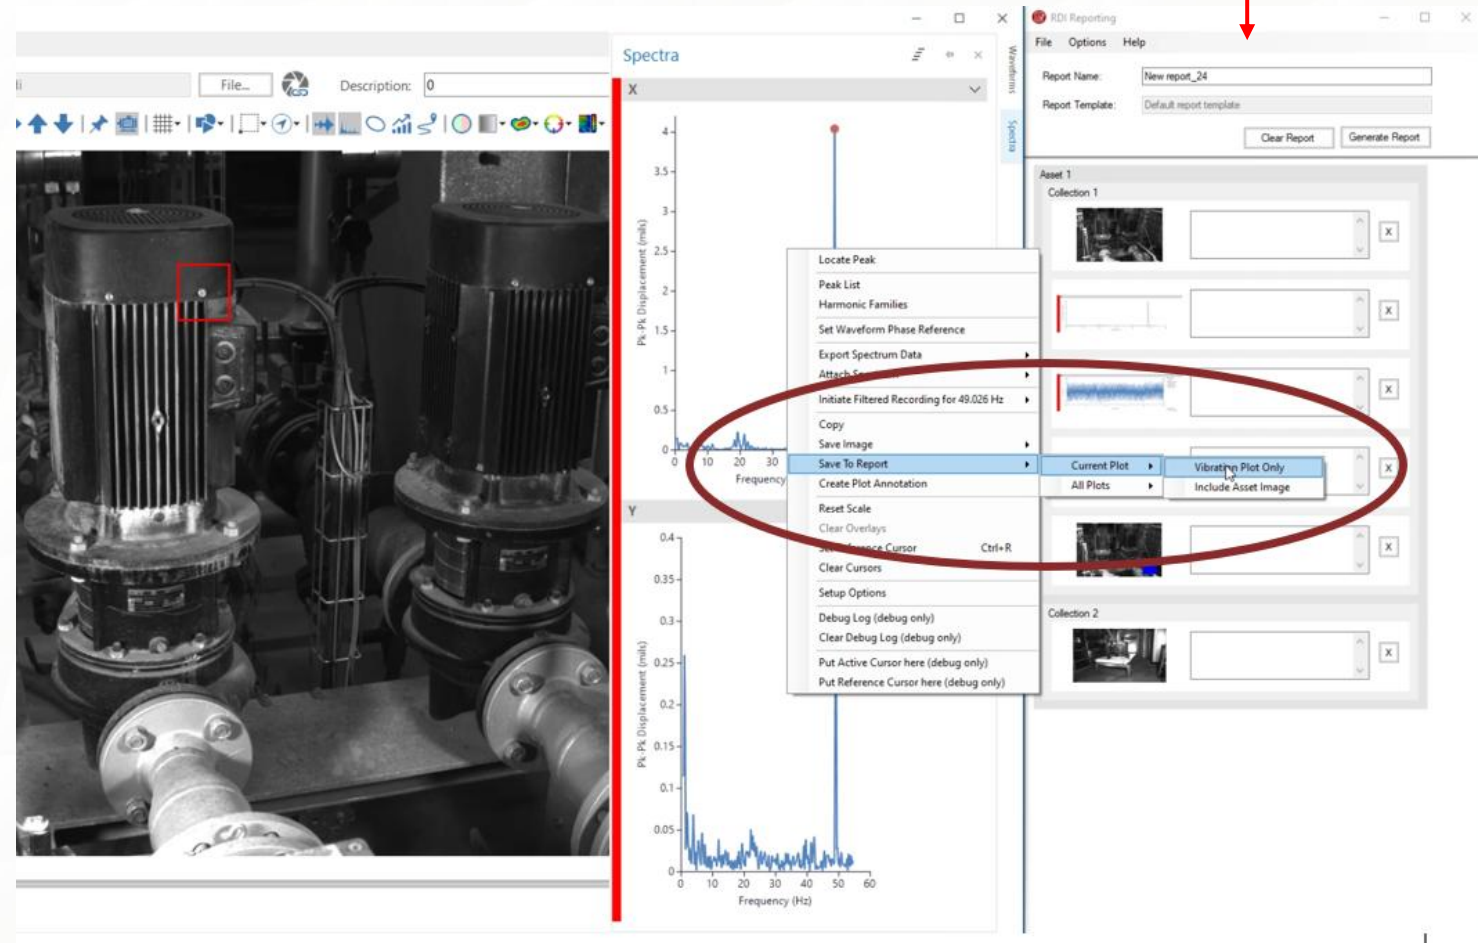 File...
Description:
0
Spectra
X
4
3.5
3
2.5
2
1.5
1
0.5
0
Pk-Pk Displacement (mils)
0 10 20 30
Frequency
Y
0.4
0.35
0.3
0.25
0.2
0.15
0.1
0.05
0
Pk-Pk Displacement (mils)
0 10 20 30 40 50 60
Frequency (Hz)
Waveforms
Spectra
Locate Peak
Peak List
Harmonic Families
Set Waveform Phase Reference
Export Spectrum Data
Attach
Initiate Filtered Recording for 49.026 Hz
Copy
Save Image
Save To Report
Create Plot Annotation
Reset Scale
Clear Overlays
Cursor Ctrl+R
Clear Cursors
Setup Options
Debug Log (debug only)
Clear Debug Log (debug only)
Put Active Cursor here (debug only)
Put Reference Cursor here (debug only)
Current Plot
All Plots
Vibration Plot Only
Include Asset Image
RDI Reporting
File Options Help
Report Name: New report_24
Report Template: Default report template
Clear Report Generate Report
Asset 1
Collection 1
X
X
X
X
X
Collection 2
X